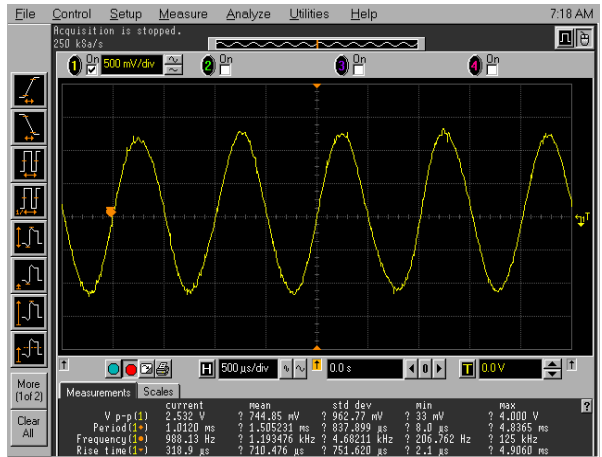 File Control Setup Measure Analyze Utilities Help 7:18 AM
Acquisition is stopped.
250 kSa/s
1 On 500 mV/div 2 On 3 On 4 On
T
More
(1 of 2)
Clear
All
H 500 µs/div 0.0 s 0 T 0.0 V
Measurements Scales ?
current mean std dev min max
V p-p(1) 2.532 V ? 744.85 mV ? 962.77 mV ? 33 mV ? 4.000 V
Period(1) 1.0120 ms ? 1.505231 ms ? 837.899 µs ? 8.0 µs ? 4.8365 ms
Frequency(1) 988.13 Hz ? 1.193476 kHz ? 4.68211 kHz ? 206.762 Hz ? 125 kHz
Rise time(1) 318.9 µs ? 710.476 µs ? 751.620 µs ? 2.1 µs ? 4.9060 ms